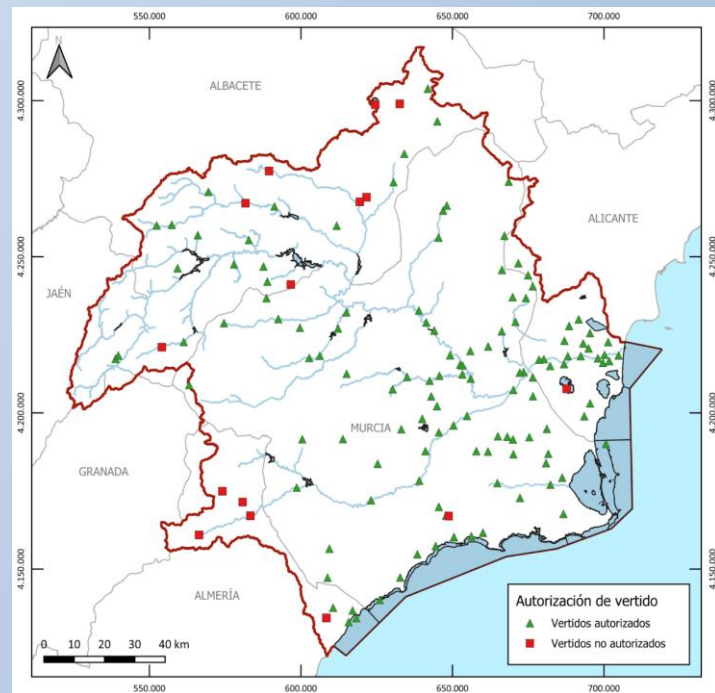 550.000 600.000 650.000 700.000
N
ALBACETE
4.300.000 4.300.000
ALICANTE
4.250.000 4.250.000
JAÉN
4.200.000 4.200.000
MURCIA
GRANADA
4.150.000 4.150.000
ALMERÍA
Autorización de vertido
Vertidos autorizados
Vertidos no autorizados
0 10 20 30 40 km
550.000 600.000 650.000 700.000